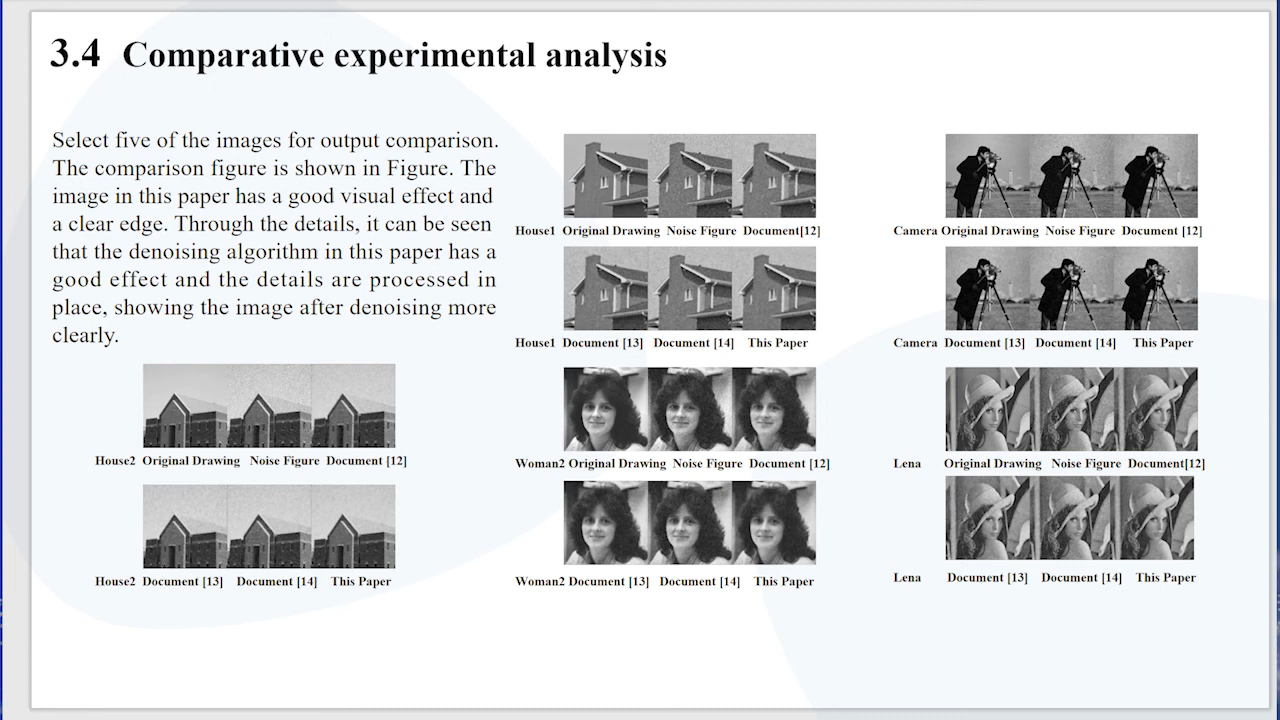 3.4 Comparative experimental analysis
Select five of the images for output comparison.
The comparison figure is shown in Figure. The
image in this paper has a good visual effect and
a clear edge. Through the details, it can be seen
that the denoising algorithm in this paper has a
good effect and the details are processed in
place, showing the image after denoising more
clearly.
House2 Original Drawing Noise Figure Document [12]
House2 Document [13] Document [14] This Paper
House1 Original Drawing Noise Figure Document[12]
House1 Document [13] Document [14] This Paper
Woman2 Original Drawing Noise Figure Document [12]
Woman2 Document [13] Document [14] This Paper
Camera Original Drawing Noise Figure Document [12]
Camera Document [13] Document [14] This Paper
Lena Original Drawing Noise Figure Document[12]
Lena Document [13] Document [14] This Paper